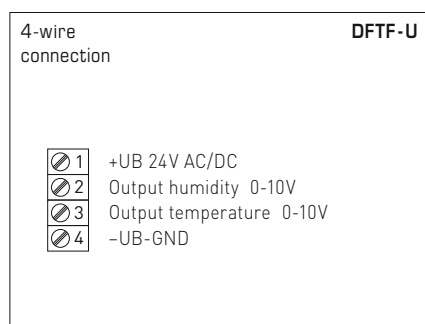 4-wire DFTF-U
connection
1 +UB 24V AC/DC
2 Output humidity 0-10V
3 Output temperature 0-10V
4 –UB-GND